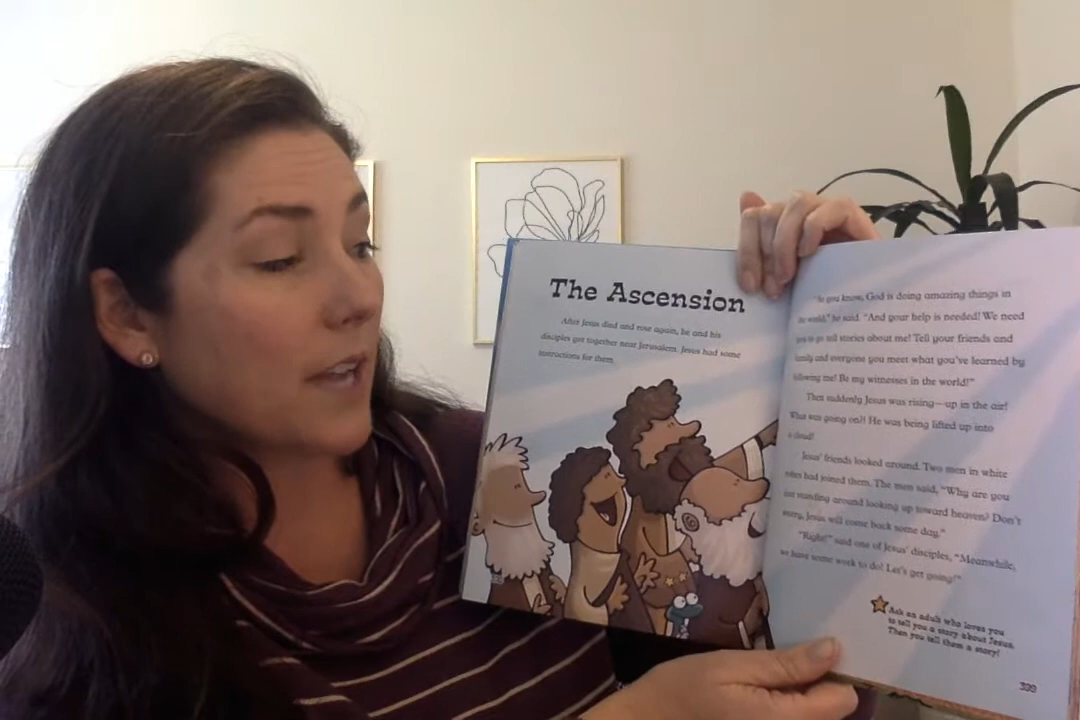 The Ascension
After Jesus died and rose again, he and his
disciples got together near Jerusalem. Jesus had some
instructions for them.
"As you know, God is doing amazing things in
the world," he said. "And your help is needed! We need
you to go tell stories about me! Tell your friends and
family and everyone you meet what you've learned by
following me! Be my witnesses in the world!"
Then suddenly Jesus was rising—up in the air!
What was going on?! He was being lifted up into
a cloud!
Jesus' friends looked around. Two men in white
robes had joined them. The men said, "Why are you
just standing around looking up toward heaven? Don't
worry, Jesus will come back some day."
"Right!" said one of Jesus' disciples, "Meanwhile,
we have some work to do! Let's get going!"
Ask an adult who loves you
to tell you a story about Jesus.
Then you tell them a story!